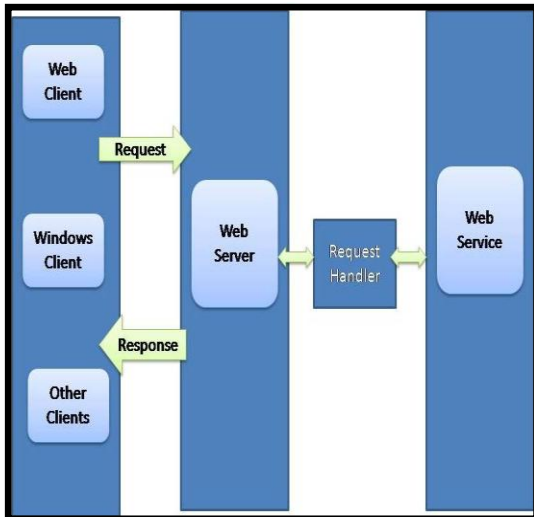 Web
Client
Request
Windows
Client
Web
Server
Request
Handler
Web
Service
Response
Other
Clients